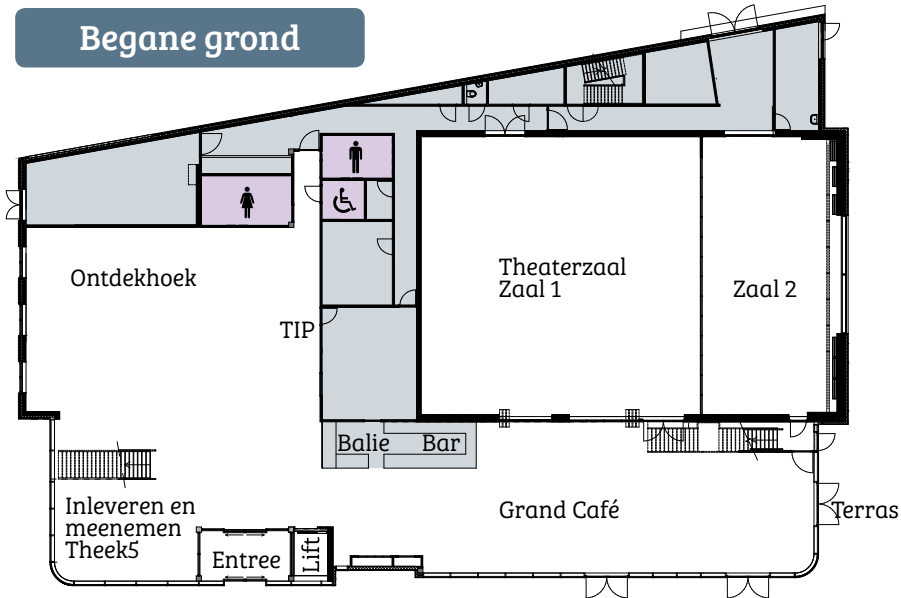 Begane grond
Ontdekhoek
Theaterzaal
Zaal 1
Zaal 2
TIP
Balie
Bar
Inleveren en
meenemen
Theek5
Entree
Lift
Grand Café
Terras